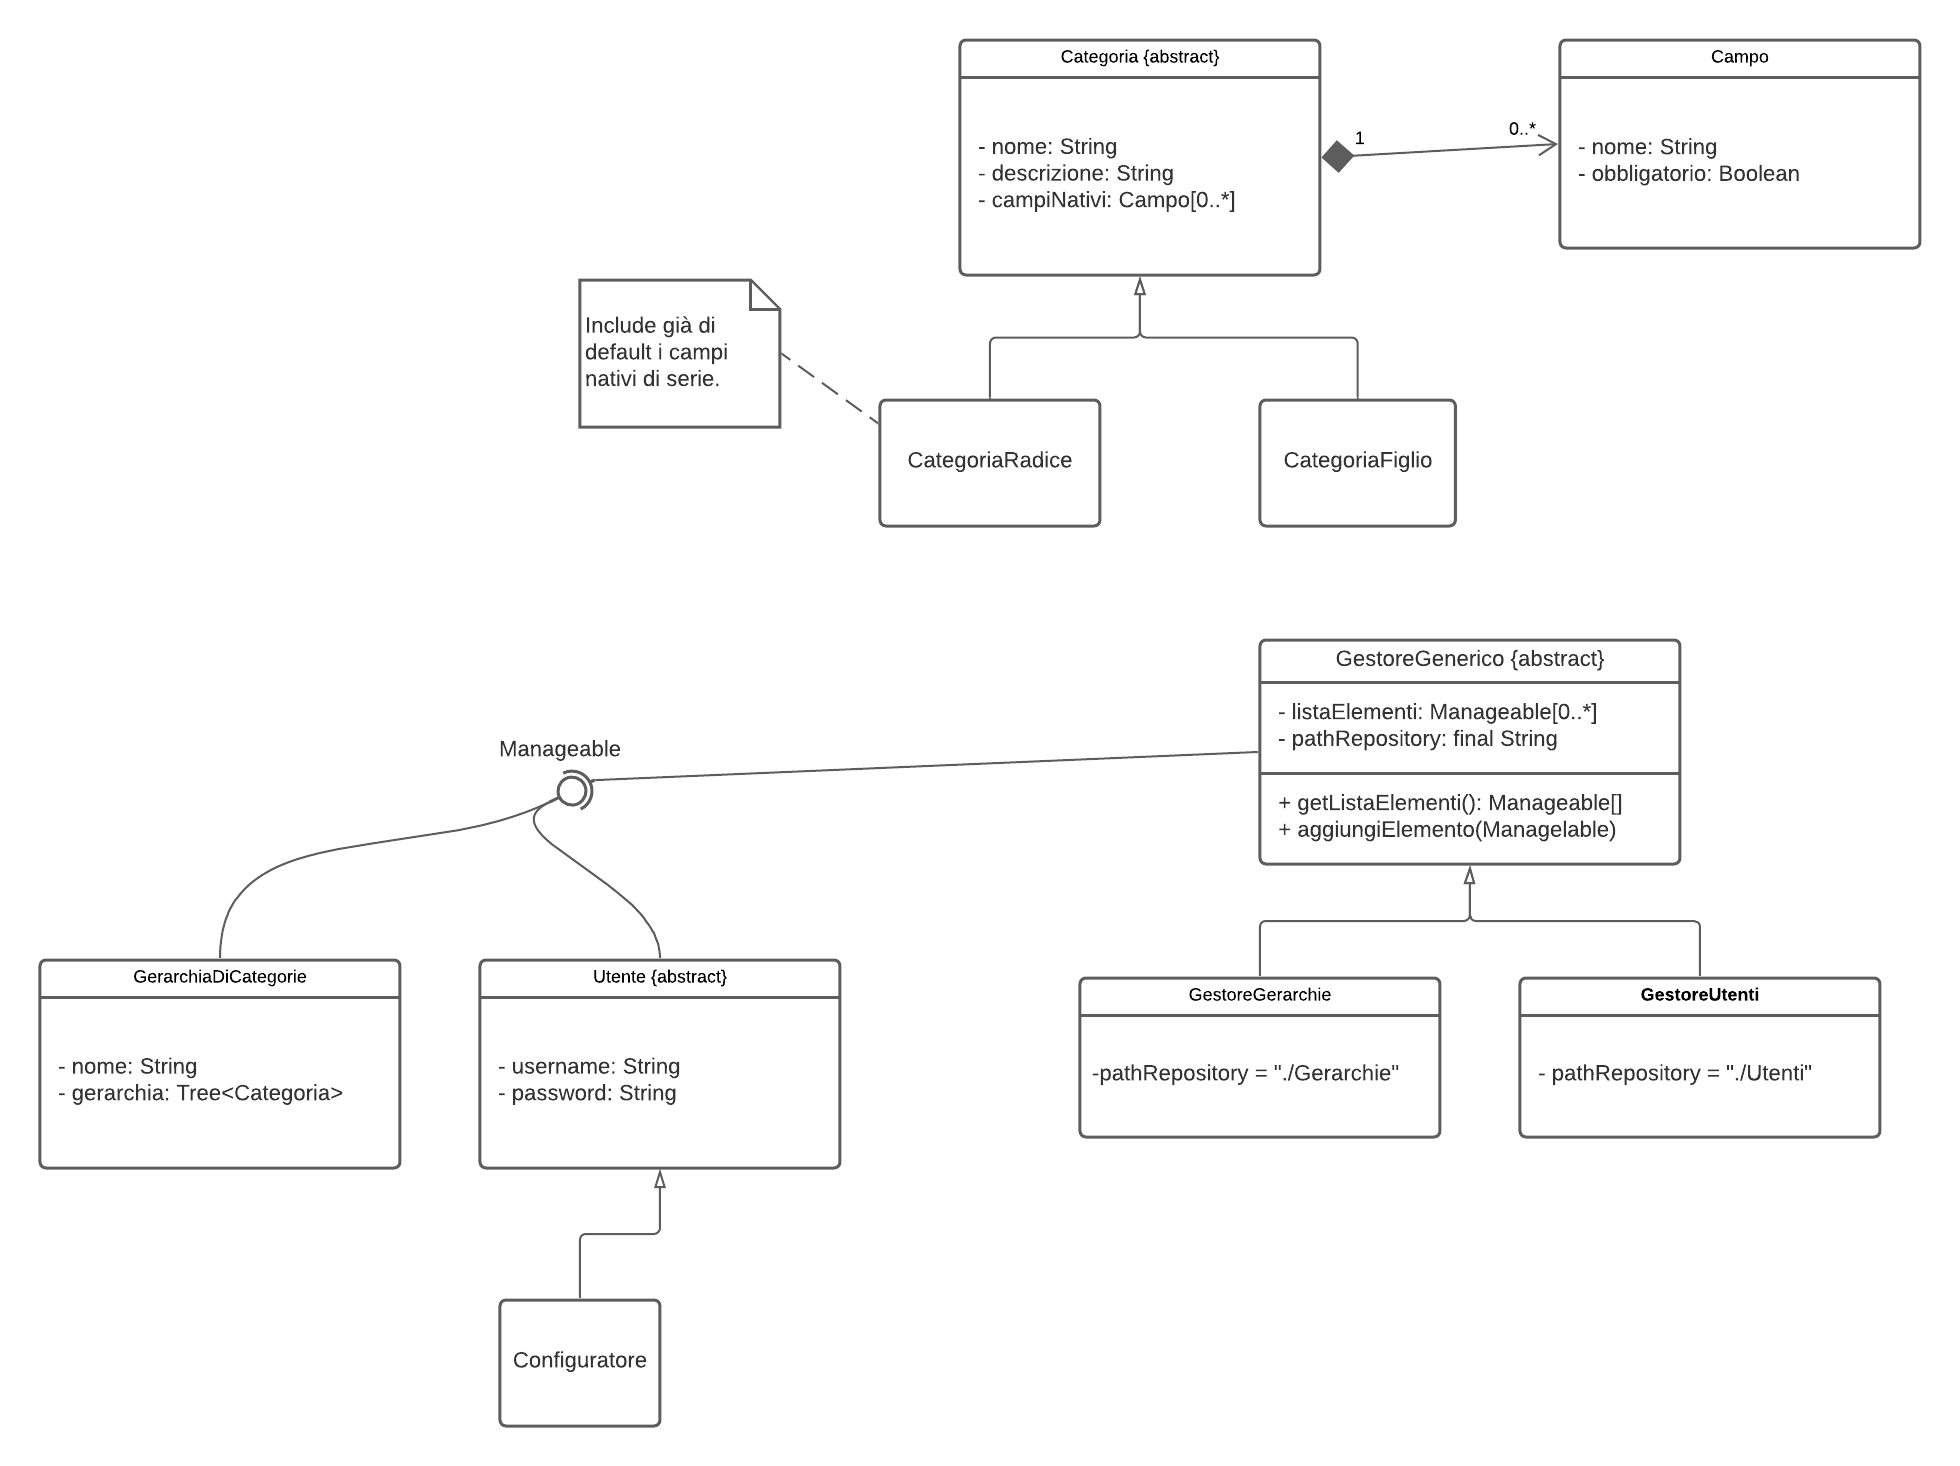 Categoria {abstract}
- nome: String
- descrizione: String
- campiNativi: Campo[0..*]
1
0..*
Campo
- nome: String
- obbligatorio: Boolean
Include già di
default i campi
nativi di serie.
CategoriaRadice
CategoriaFiglio
GestoreGenerico {abstract}
- listaElementi: Manageable[0..*]
- pathRepository: final String
+ getListaElementi(): Manageable[]
+ aggiungiElemento(Managelable)
Manageable
GerarchiaDiCategorie
- nome: String
- gerarchia: Tree<Categoria>
Utente {abstract}
- username: String
- password: String
GestoreGerarchie
-pathRepository = "./Gerarchie"
GestoreUtenti
- pathRepository = "./Utenti"
Configuratore